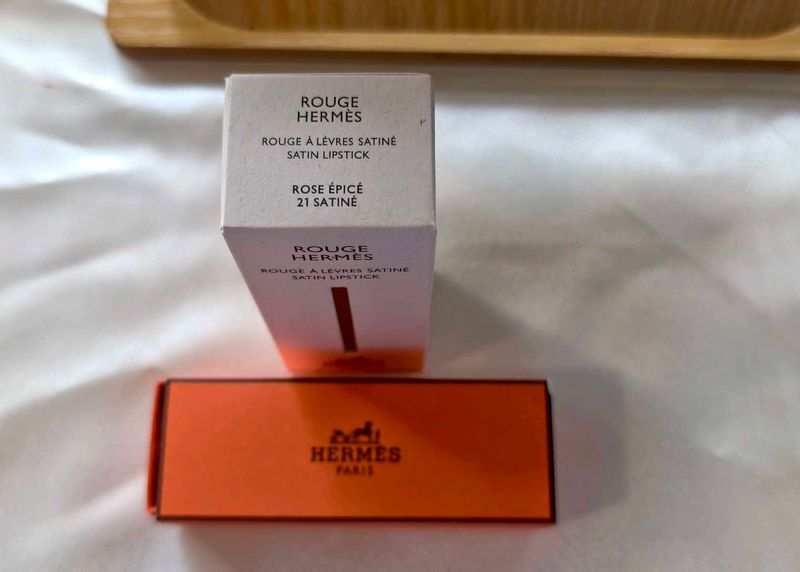 ROUGE
HERMÈS
ROUGE À LÈVRES SATINÉ
SATIN LIPSTICK
ROSE ÉPICÉ
21 SATINÉ
ROUGE
HERMÈS
ROUGE À LÈVRES SATINÉ
SATIN LIPSTICK
HERMÈS
PARIS